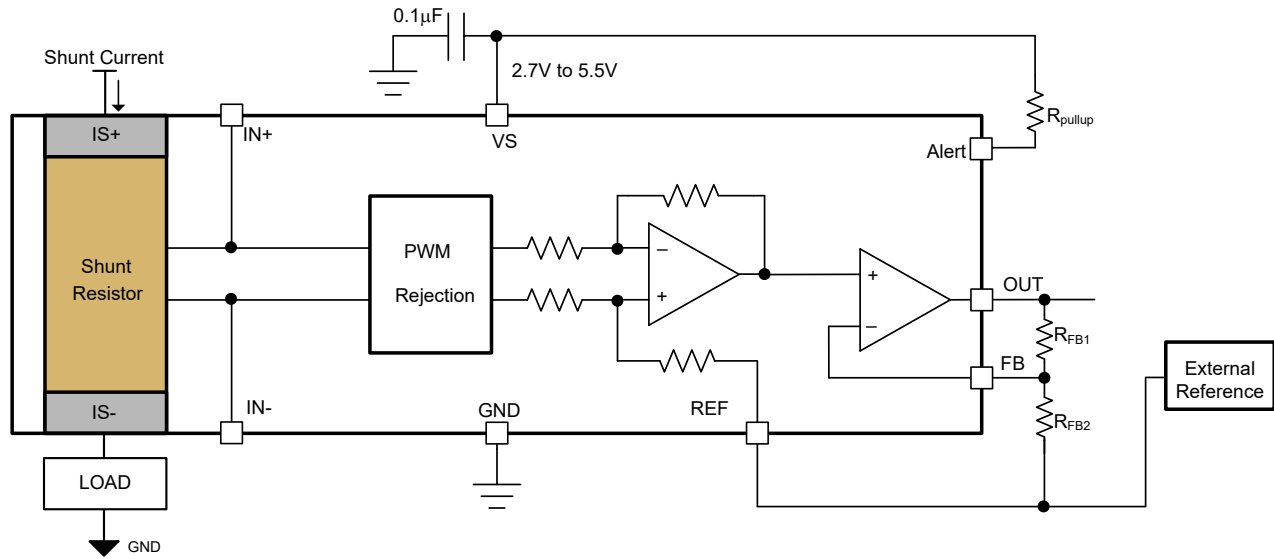 0.1μF
Shunt Current
2.7V to 5.5V
IS+
IN+
VS
Rpullup
Alert
PWM
Rejection
Shunt
Resistor
−
+
+
−
OUT
RFB1
FB
External
Reference
IS-
IN-
GND
REF
RFB2
LOAD
GND